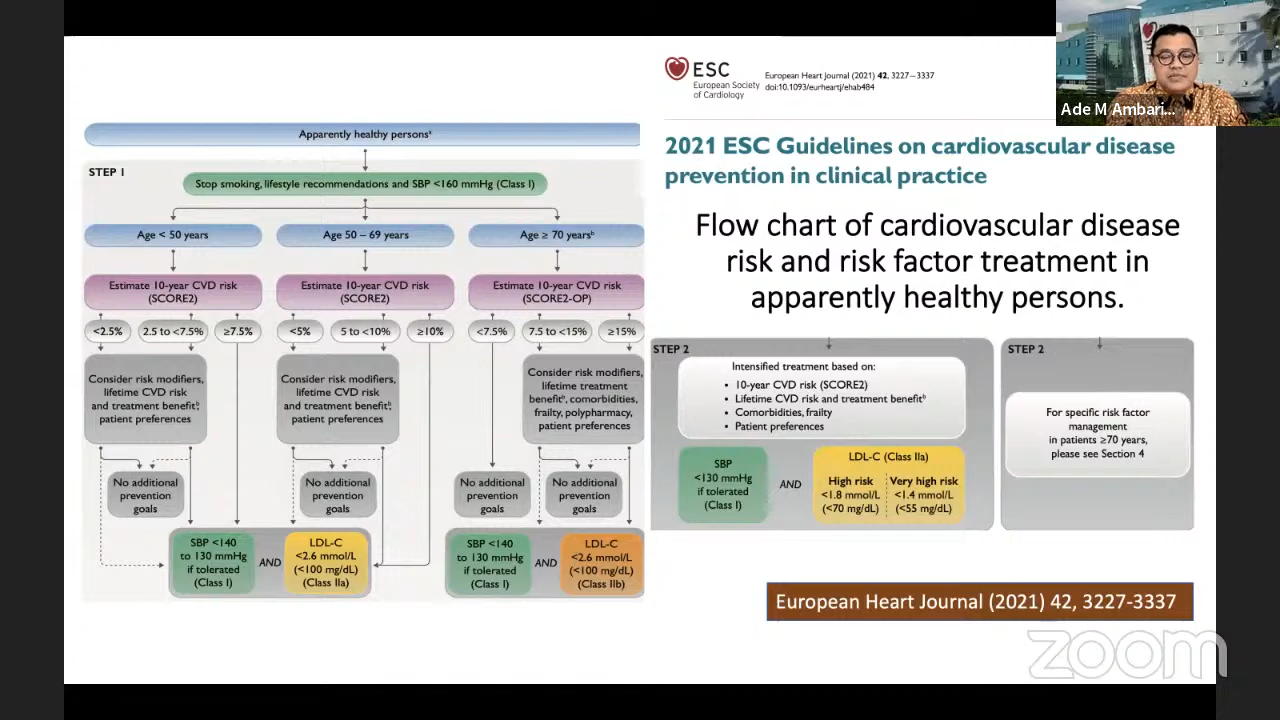 Ade M Ambari...
ESC
European Society
of Cardiology
European Heart Journal (2021) 42, 3227–3337
doi:10.1093/eurheartj/ehab484
2021 ESC Guidelines on cardiovascular disease
prevention in clinical practice
Flow chart of cardiovascular disease
risk and risk factor treatment in
apparently healthy persons.
Apparently healthy personsᵃ
STEP 1
Stop smoking, lifestyle recommendations and SBP <160 mmHg (Class I)
Age < 50 years
Age 50 – 69 years
Age ≥ 70 yearsᵇ
Estimate 10-year CVD risk
(SCORE2)
Estimate 10-year CVD risk
(SCORE2)
Estimate 10-year CVD risk
(SCORE2-OP)
<2.5%
2.5 to <7.5%
≥7.5%
<5%
5 to <10%
≥10%
<7.5%
7.5 to <15%
≥15%
Consider risk modifiers,
lifetime CVD risk
and treatment benefitᵇ,
patient preferences
Consider risk modifiers,
lifetime CVD risk
and treatment benefitᵇ,
patient preferences
Consider risk modifiers,
lifetime treatment
benefitᵇ, comorbidities,
frailty, polypharmacy,
patient preferences
No additional
prevention
goals
No additional
prevention
goals
No additional
prevention
goals
No additional
prevention
goals
SBP <140
to 130 mmHg
if tolerated
(Class I)
AND
LDL-C
<2.6 mmol/L
(<100 mg/dL)
(Class IIa)
SBP <140
to 130 mmHg
if tolerated
(Class I)
AND
LDL-C
<2.6 mmol/L
(<100 mg/dL)
(Class IIb)
STEP 2
Intensified treatment based on:
• 10-year CVD risk (SCORE2)
• Lifetime CVD risk and treatment benefitᵇ
• Comorbidities, frailty
• Patient preferences
SBP
<130 mmHg
if tolerated
(Class I)
AND
LDL-C (Class IIa)
High risk
<1.8 mmol/L
(<70 mg/dL)
Very high risk
<1.4 mmol/L
(<55 mg/dL)
STEP 2
For specific risk factor
management
in patients ≥70 years,
please see Section 4
European Heart Journal (2021) 42, 3227-3337
zoom